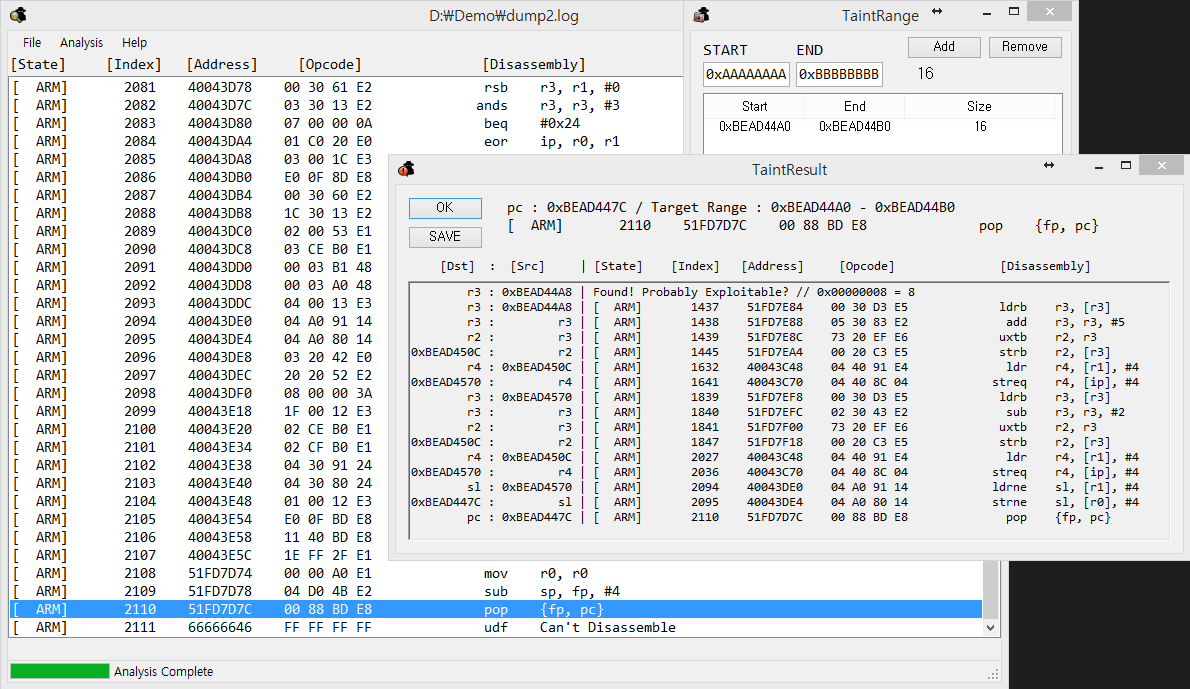 D:₩Demo₩dump2.log
File Analysis Help
[State] [Index] [Address] [Opcode] [Disassembly]
[ ARM] 2081 40043D78 00 30 61 E2 rsb r3, r1, #0
[ ARM] 2082 40043D7C 03 30 13 E2 ands r3, r3, #3
[ ARM] 2083 40043D80 07 00 00 0A beq #0x24
[ ARM] 2084 40043DA4 01 C0 20 E0 eor ip, r0, r1
[ ARM] 2085 40043DA8 03 00 1C E3
[ ARM] 2086 40043DB0 E0 0F 8D E8
[ ARM] 2087 40043DB4 00 30 60 E2
[ ARM] 2088 40043DB8 1C 30 13 E2
[ ARM] 2089 40043DC0 02 00 53 E1
[ ARM] 2090 40043DC8 03 CE B0 E1
[ ARM] 2091 40043DD0 00 03 B1 48
[ ARM] 2092 40043DD8 00 03 A0 48
[ ARM] 2093 40043DDC 04 00 13 E3
[ ARM] 2094 40043DE0 04 A0 91 14
[ ARM] 2095 40043DE4 04 A0 80 14
[ ARM] 2096 40043DE8 03 20 42 E0
[ ARM] 2097 40043DEC 20 20 52 E2
[ ARM] 2098 40043DF0 08 00 00 3A
[ ARM] 2099 40043E18 1F 00 12 E3
[ ARM] 2100 40043E20 02 CE B0 E1
[ ARM] 2101 40043E34 02 CF B0 E1
[ ARM] 2102 40043E38 04 30 91 24
[ ARM] 2103 40043E40 04 30 80 24
[ ARM] 2104 40043E48 01 00 12 E3
[ ARM] 2105 40043E54 E0 0F BD E8
[ ARM] 2106 40043E58 11 40 BD E8
[ ARM] 2107 40043E5C 1E FF 2F E1
[ ARM] 2108 51FD7D74 00 00 A0 E1 mov r0, r0
[ ARM] 2109 51FD7D78 04 D0 4B E2 sub sp, fp, #4
[ ARM] 2110 51FD7D7C 00 88 BD E8 pop {fp, pc}
[ ARM] 2111 66666646 FF FF FF FF udf Can't Disassemble
Analysis Complete
TaintRange
START END Add Remove
0xAAAAAAAA 0xBBBBBBBB 16
Start End Size
0xBEAD44A0 0xBEAD44B0 16
TaintResult
OK pc : 0xBEAD447C / Target Range : 0xBEAD44A0 - 0xBEAD44B0
SAVE [ ARM] 2110 51FD7D7C 00 88 BD E8 pop {fp, pc}
[Dst] : [Src] | [State] [Index] [Address] [Opcode] [Disassembly]
r3 : 0xBEAD44A8 | Found! Probably Exploitable? // 0x00000008 = 8
r3 : 0xBEAD44A8 | [ ARM] 1437 51FD7E84 00 30 D3 E5 ldrb r3, [r3]
r3 : r3 | [ ARM] 1438 51FD7E88 05 30 83 E2 add r3, r3, #5
r2 : r3 | [ ARM] 1439 51FD7E8C 73 20 EF E6 uxtb r2, r3
0xBEAD450C : r2 | [ ARM] 1445 51FD7EA4 00 20 C3 E5 strb r2, [r3]
r4 : 0xBEAD450C | [ ARM] 1632 40043C48 04 40 91 E4 ldr r4, [r1], #4
0xBEAD4570 : r4 | [ ARM] 1641 40043C70 04 40 8C 04 streq r4, [ip], #4
r3 : 0xBEAD4570 | [ ARM] 1839 51FD7EF8 00 30 D3 E5 ldrb r3, [r3]
r3 : r3 | [ ARM] 1840 51FD7EFC 02 30 43 E2 sub r3, r3, #2
r2 : r3 | [ ARM] 1841 51FD7F00 73 20 EF E6 uxtb r2, r3
0xBEAD450C : r2 | [ ARM] 1847 51FD7F18 00 20 C3 E5 strb r2, [r3]
r4 : 0xBEAD450C | [ ARM] 2027 40043C48 04 40 91 E4 ldr r4, [r1], #4
0xBEAD4570 : r4 | [ ARM] 2036 40043C70 04 40 8C 04 streq r4, [ip], #4
sl : 0xBEAD4570 | [ ARM] 2094 40043DE0 04 A0 91 14 ldrne sl, [r1], #4
0xBEAD447C : sl | [ ARM] 2095 40043DE4 04 A0 80 14 strne sl, [r0], #4
pc : 0xBEAD447C | [ ARM] 2110 51FD7D7C 00 88 BD E8 pop {fp, pc}